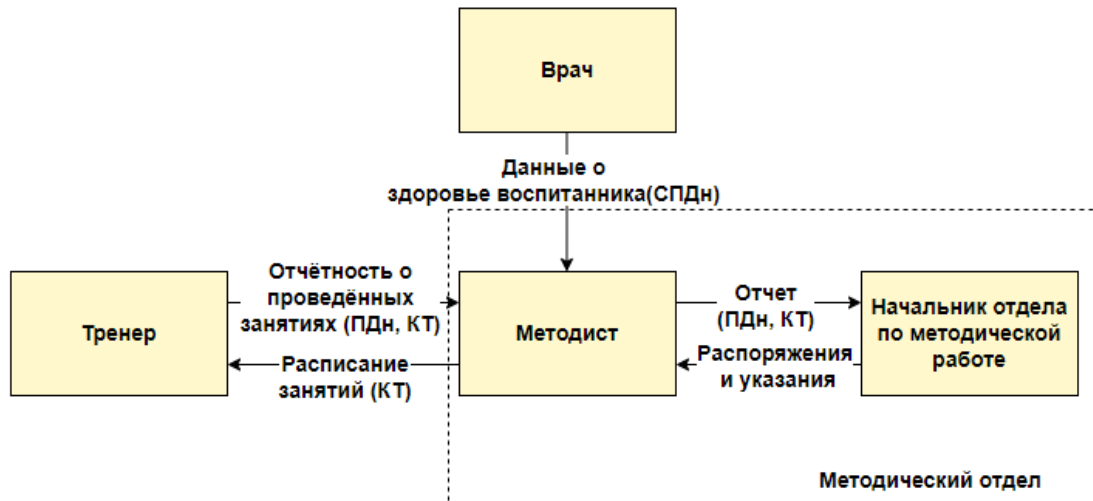 Врач
Данные о
здоровье воспитанника(СПДн)
Отчётность о
проведённых
занятиях (ПДн, КТ)
Тренер
Расписание
занятий (КТ)
Методист
Отчет
(ПДн, КТ)
Распоряжения
и указания
Начальник отдела
по методической
работе
Методический отдел